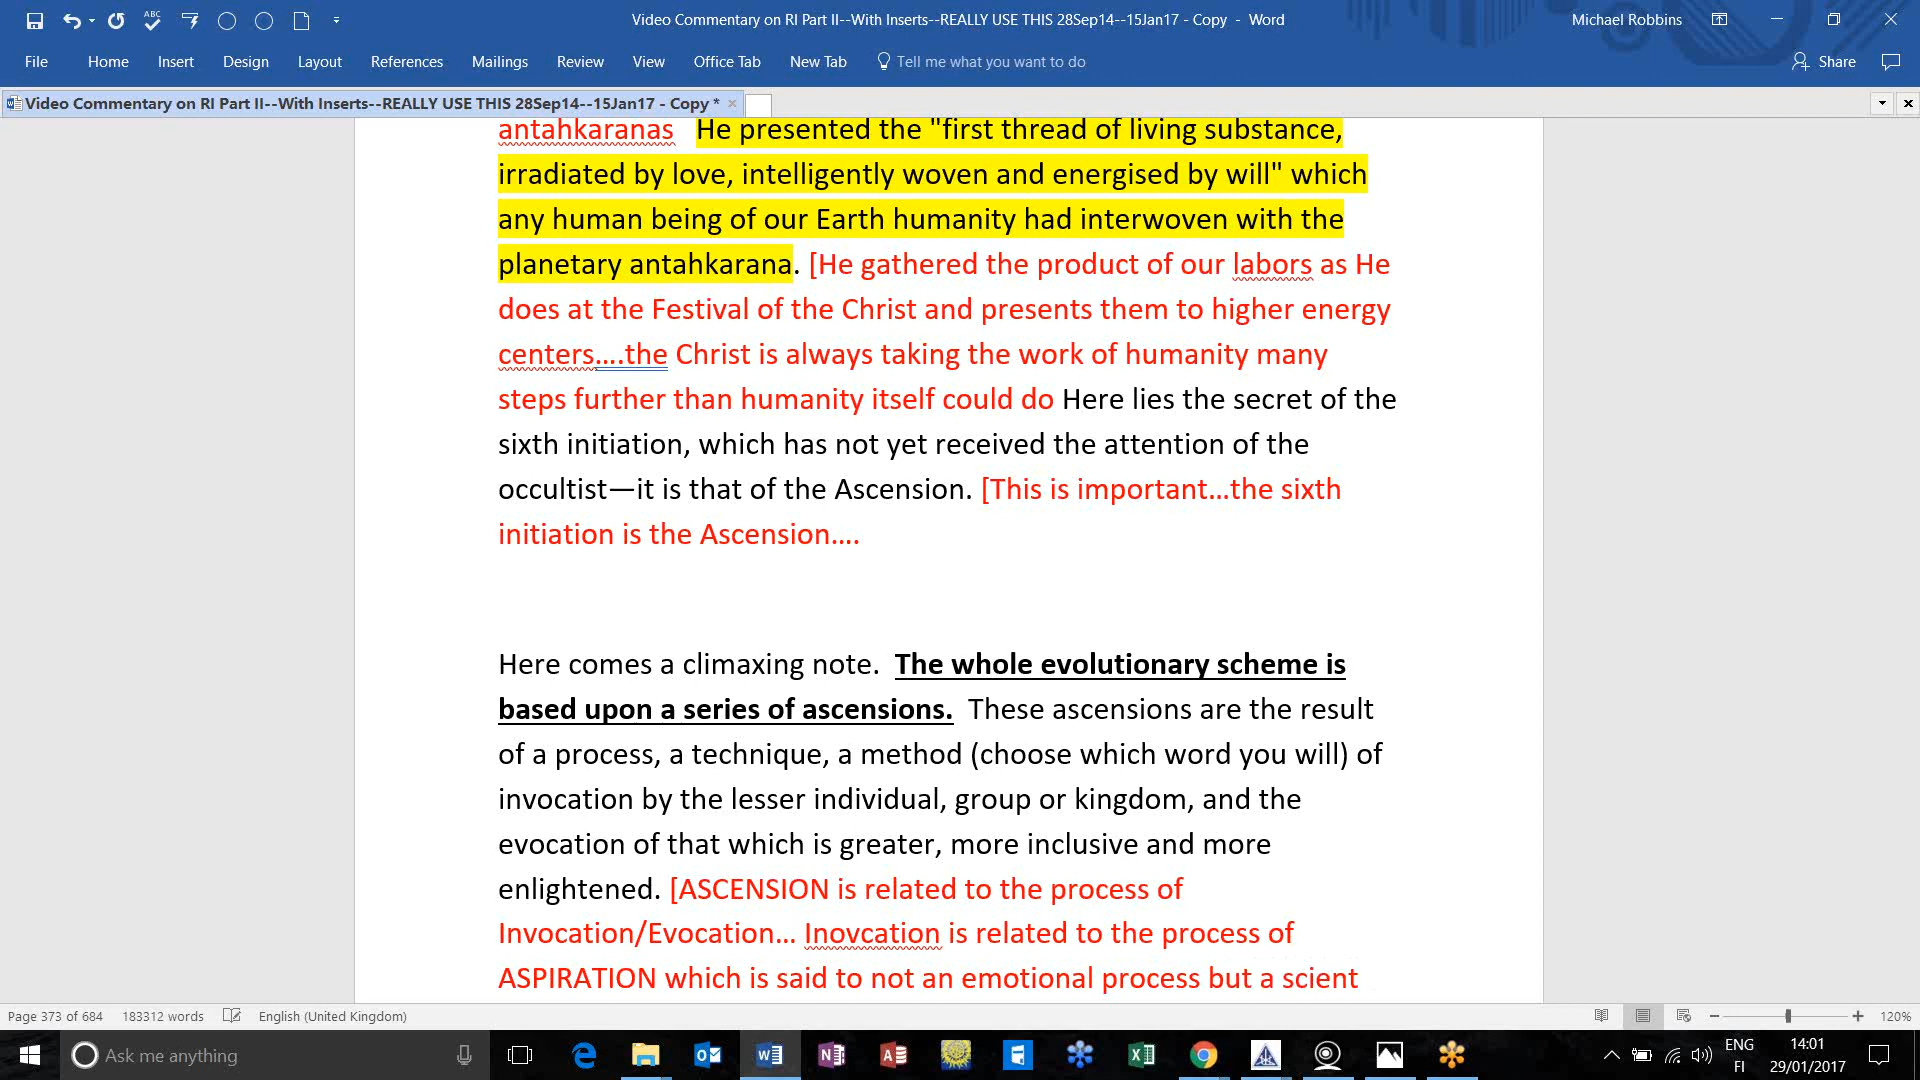 Video Commentary on RI Part II--With Inserts--REALLY USE THIS 28Sep14--15Jan17 - Copy - Word
Michael Robbins
File Home Insert Design Layout References Mailings Review View Office Tab New Tab Tell me what you want to do Share
Video Commentary on RI Part II--With Inserts--REALLY USE THIS 28Sep14--15Jan17 - Copy *
antahkaranas He presented the "first thread of living substance,
irradiated by love, intelligently woven and energised by will" which
any human being of our Earth humanity had interwoven with the
planetary antahkarana. [He gathered the product of our labors as He
does at the Festival of the Christ and presents them to higher energy
centers….the Christ is always taking the work of humanity many
steps further than humanity itself could do Here lies the secret of the
sixth initiation, which has not yet received the attention of the
occultist—it is that of the Ascension. [This is important…the sixth
initiation is the Ascension….
Here comes a climaxing note. The whole evolutionary scheme is
based upon a series of ascensions. These ascensions are the result
of a process, a technique, a method (choose which word you will) of
invocation by the lesser individual, group or kingdom, and the
evocation of that which is greater, more inclusive and more
enlightened. [ASCENSION is related to the process of
Invocation/Evocation… Inovcation is related to the process of
ASPIRATION which is said to not an emotional process but a scient
Page 373 of 684 183312 words English (United Kingdom) 120%
Ask me anything
ENG
FI
14:01
29/01/2017